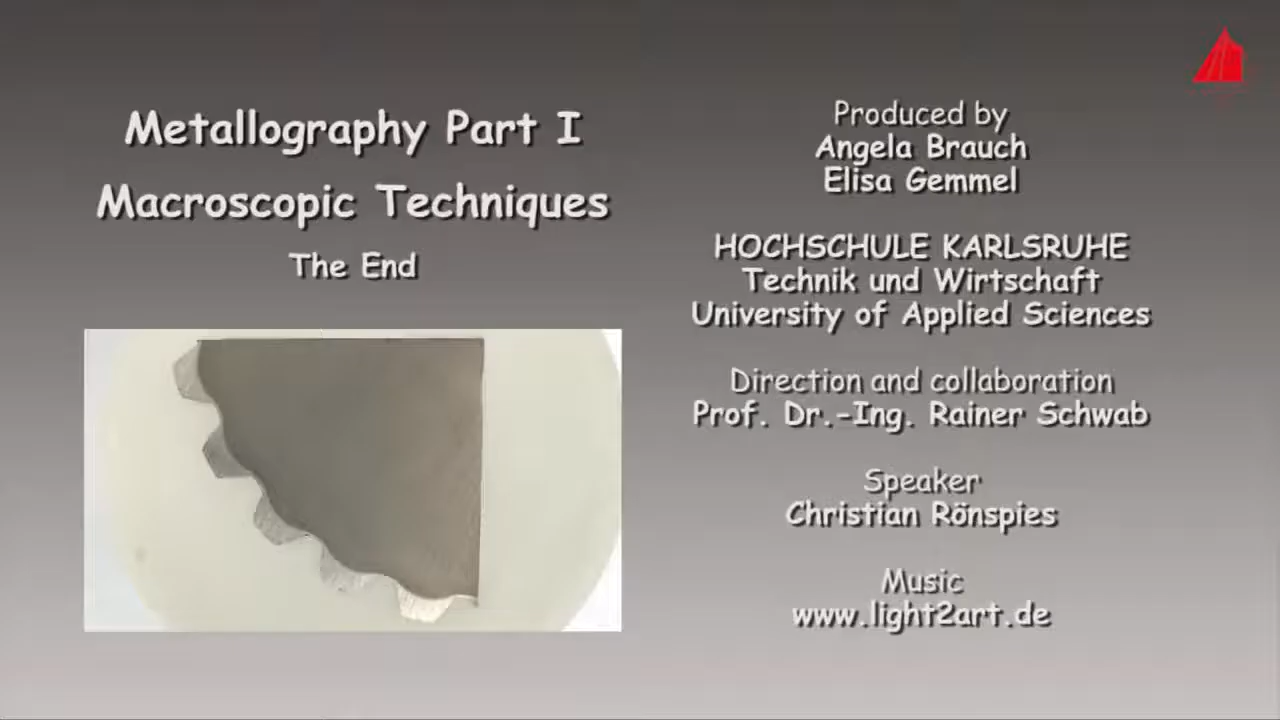 Metallography Part I
Macroscopic Techniques
The End
Produced by
Angela Brauch
Elisa Gemmel
HOCHSCHULE KARLSRUHE
Technik und Wirtschaft
University of Applied Sciences
Direction and collaboration
Prof. Dr.-Ing. Rainer Schwab
Speaker
Christian Rönspies
Music
www.light2art.de